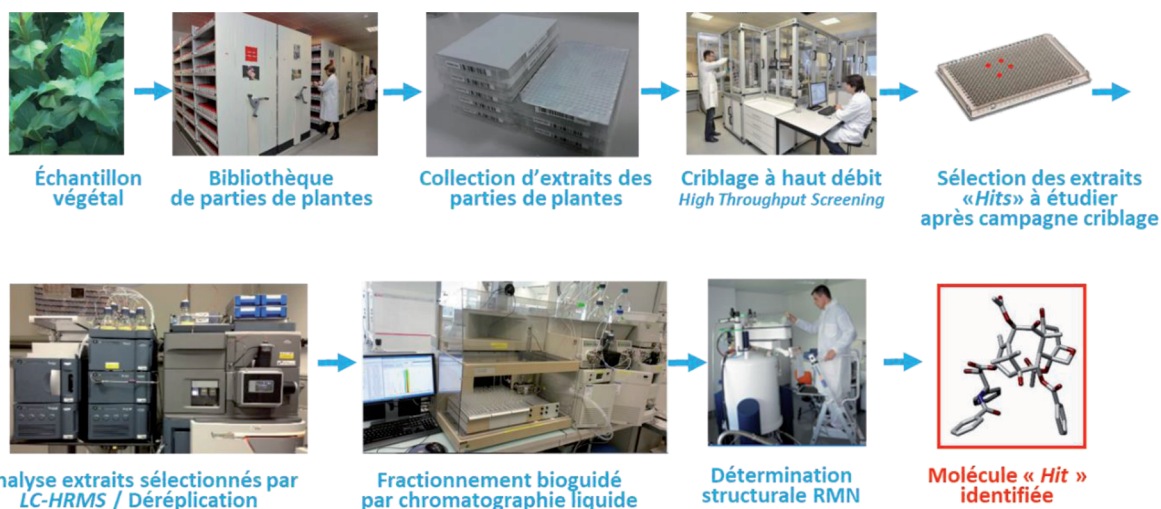 Échantillon
végétal
Bibliothèque
de parties de plantes
Collection d'extraits des
parties de plantes
Criblage à haut débit
High Throughput Screening
Sélection des extraits
«Hits» à étudier
après campagne criblage
nalyse extraits sélectionnés par
LC-HRMS / Déréplication
Fractionnement bioguidé
par chromatographie liquide
Détermination
structurale RMN
Molécule « Hit »
identifiée